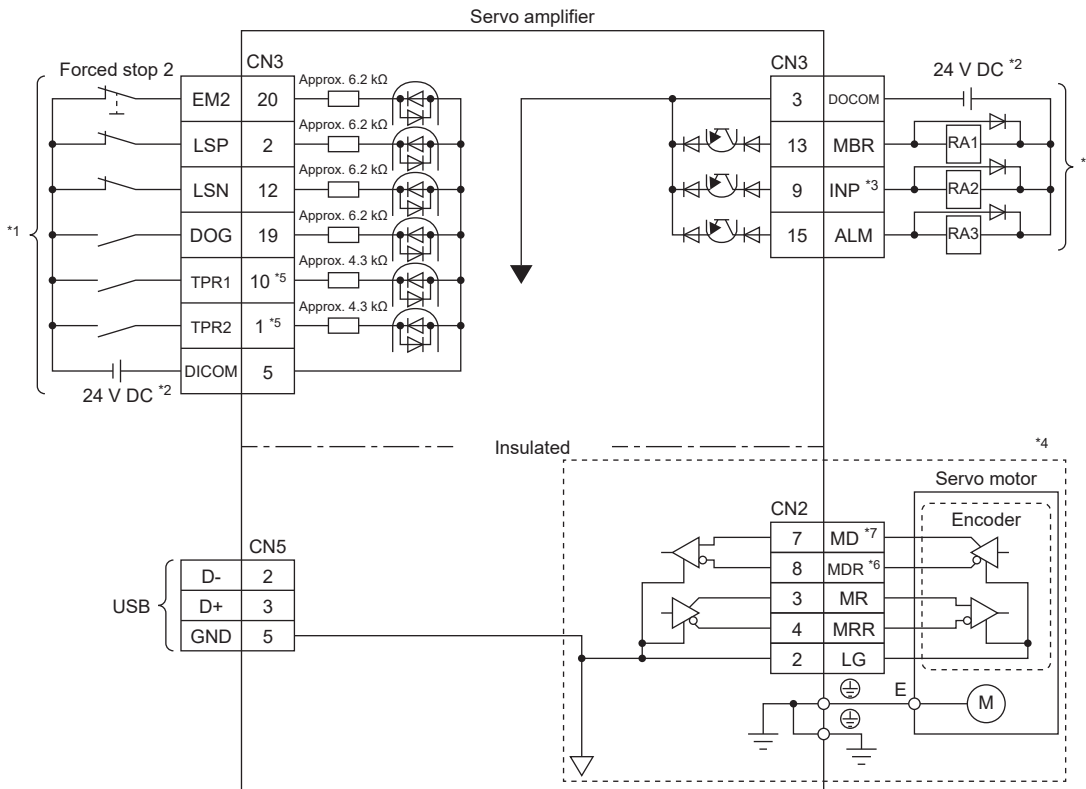 Servo amplifier
CN3
Forced stop 2
EM2 20 Approx. 6.2 kΩ
LSP 2 Approx. 6.2 kΩ
LSN 12 Approx. 6.2 kΩ
DOG 19 Approx. 6.2 kΩ
TPR1 10 *5 Approx. 4.3 kΩ
TPR2 1 *5 Approx. 4.3 kΩ
DICOM 5
24 V DC *2
*1
CN3
24 V DC *2
3 DOCOM
13 MBR RA1
9 INP *3 RA2
15 ALM RA3
*
Insulated
*4
Servo motor
Encoder
CN2
7 MD *7
8 MDR *6
3 MR
4 MRR
2 LG
E
M
CN5
USB
D- 2
D+ 3
GND 5